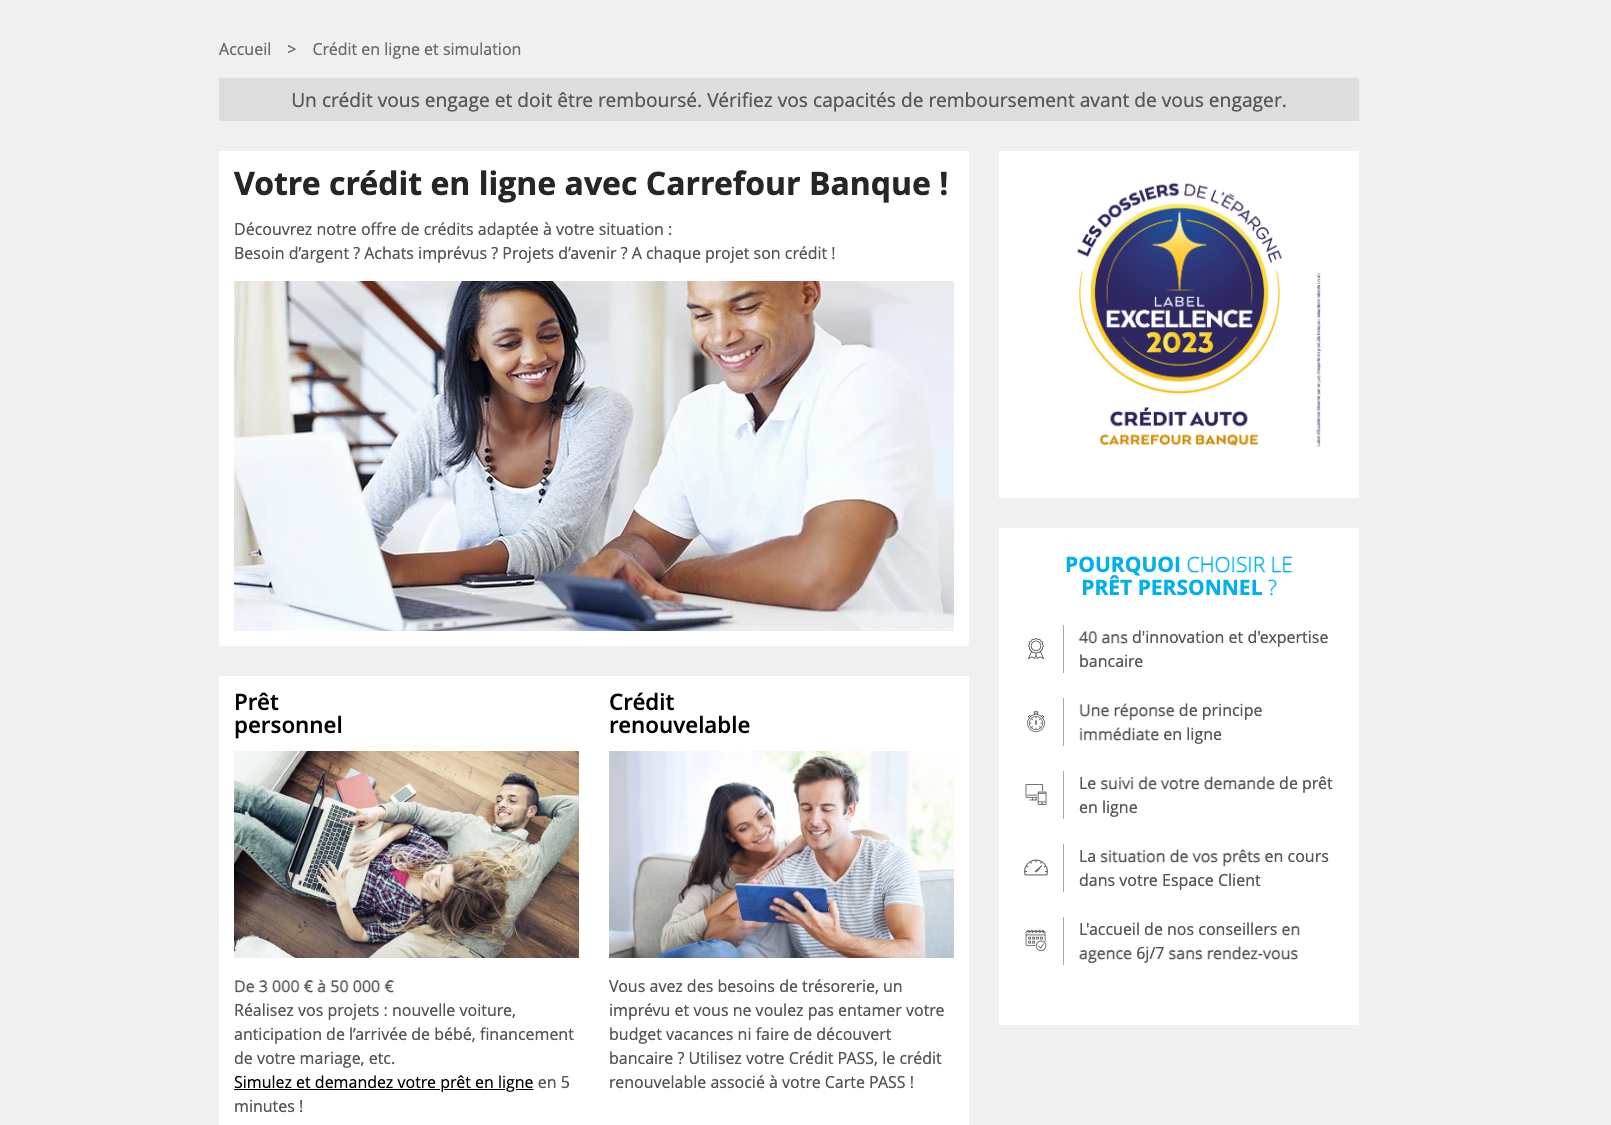 Accueil > Crédit en ligne et simulation
Un crédit vous engage et doit être remboursé. Vérifiez vos capacités de remboursement avant de vous engager.
Votre crédit en ligne avec Carrefour Banque !
Découvrez notre offre de crédits adaptée à votre situation :
Besoin d’argent ? Achats imprévus ? Projets d’avenir ? A chaque projet son crédit !
Prêt
personnel
De 3 000 € à 50 000 €
Réalisez vos projets : nouvelle voiture,
anticipation de l’arrivée de bébé, financement
de votre mariage, etc.
Simulez et demandez votre prêt en ligne en 5
minutes !
Crédit
renouvelable
Vous avez des besoins de trésorerie, un
imprévu et vous ne voulez pas entamer votre
budget vacances ni faire de découvert
bancaire ? Utilisez votre Crédit PASS, le crédit
renouvelable associé à votre Carte PASS !
LES DOSSIERS DE L'ÉPARGNE
LABEL
EXCELLENCE
2023
CRÉDIT AUTO
CARREFOUR BANQUE
POURQUOI CHOISIR LE
PRÊT PERSONNEL ?
40 ans d'innovation et d'expertise
bancaire
Une réponse de principe
immédiate en ligne
Le suivi de votre demande de prêt
en ligne
La situation de vos prêts en cours
dans votre Espace Client
L'accueil de nos conseillers en
agence 6j/7 sans rendez-vous